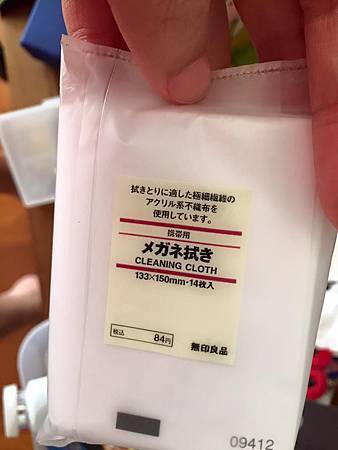 拭きとりに適した極細繊維の
アクリル系不織布を
使用しています。
携帯用
メガネ拭き
CLEANING CLOTH
133×150mm・14枚入
税込 84円
無印良品
09412